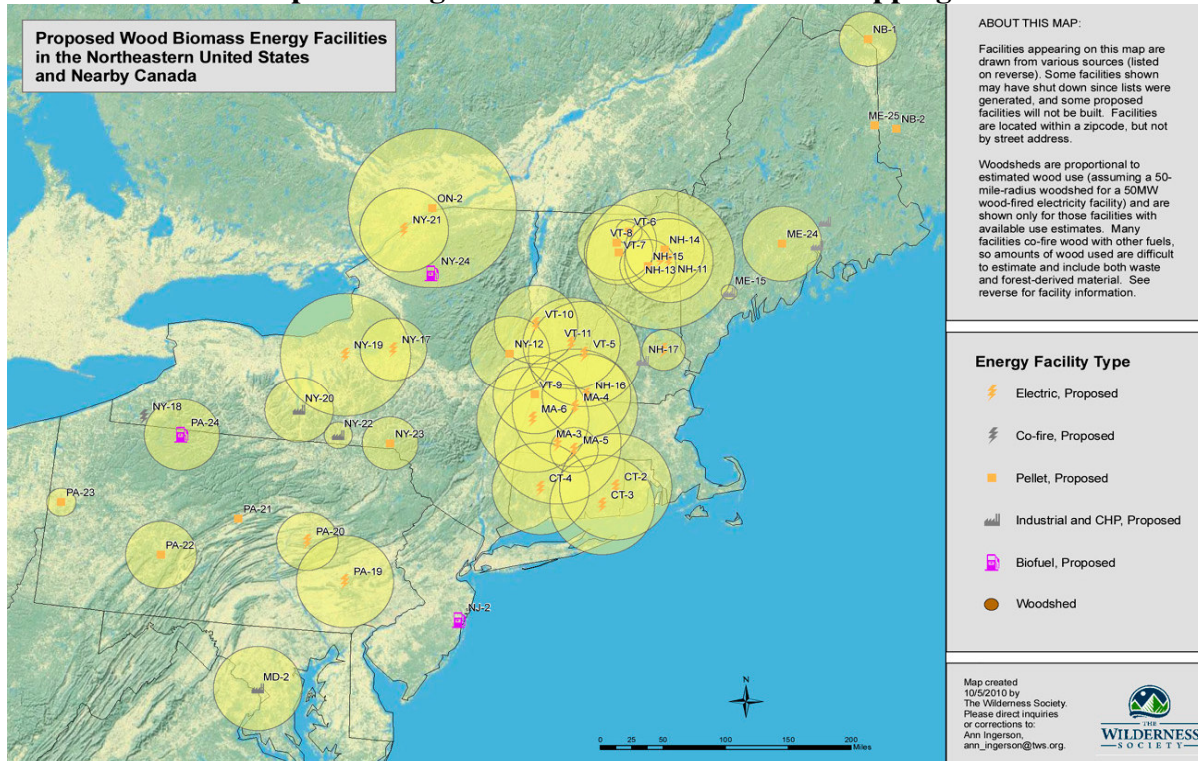 Proposed Wood Biomass Energy Facilities
in the Northeastern United States
and Nearby Canada
NB-1
ME-25
NB-2
ON-2
NY-21
NY-24
VT-6
VT-8
VT-7
NH-14
NH-15
NH-13
NH-11
ME-24
ME-15
VT-10
VT-11
VT-5
NY-12
NY-19
NY-17
NH-17
VT-9
NH-16
MA-4
MA-6
NY-20
NY-18
PA-24
NY-22
NY-23
MA-3
MA-5
CT-4
CT-2
CT-3
PA-23
PA-21
PA-20
PA-22
PA-19
NJ-2
MD-2
N
0 25 50 100 150 200
Miles
ABOUT THIS MAP:
Facilities appearing on this map are
drawn from various sources (listed
on reverse). Some facilities shown
may have shut down since lists were
generated, and some proposed
facilities will not be built. Facilities
are located within a zipcode, but not
by street address.
Woodsheds are proportional to
estimated wood use (assuming a 50-
mile-radius woodshed for a 50MW
wood-fired electricity facility) and are
shown only for those facilities with
available use estimates. Many
facilities co-fire wood with other fuels,
so amounts of wood used are difficult
to estimate and include both waste
and forest-derived material. See
reverse for facility information.
Energy Facility Type
Electric, Proposed
Co-fire, Proposed
Pellet, Proposed
Industrial and CHP, Proposed
Biofuel, Proposed
Woodshed
Map created
10/5/2010 by
The Wilderness Society.
Please direct inquiries
or corrections to:
Ann Ingerson,
ann_ingerson@tws.org.
THE
WILDERNESS
SOCIETY